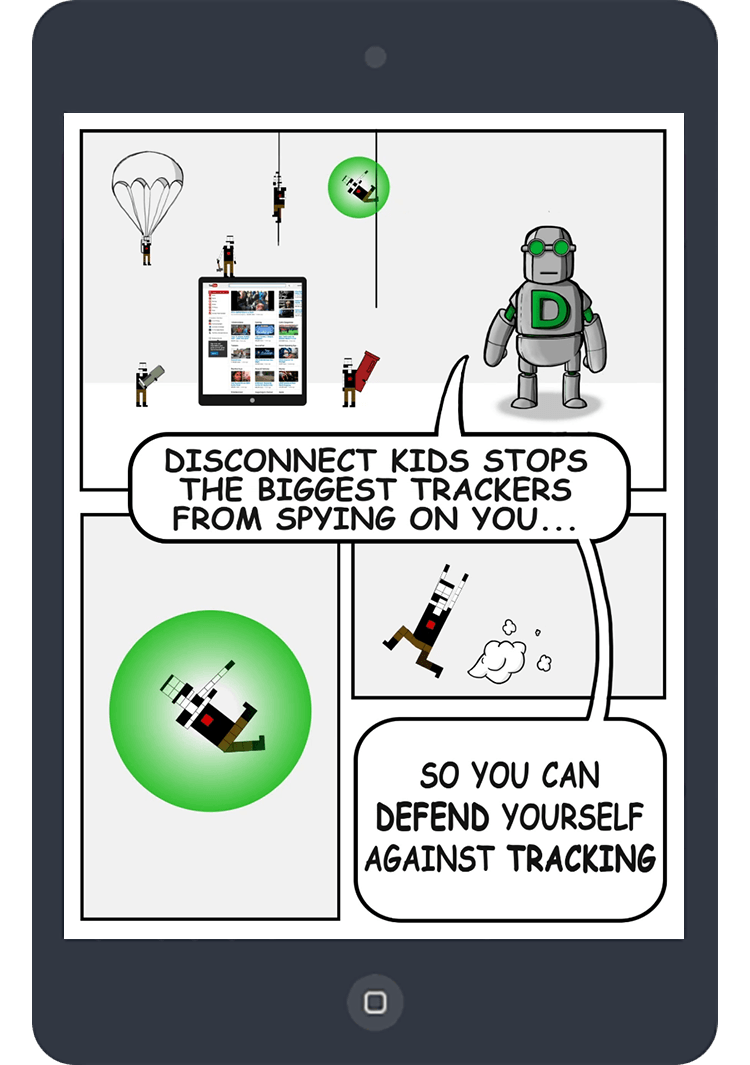 D
DISCONNECT KIDS STOPS
THE BIGGEST TRACKERS
FROM SPYING ON YOU...
SO YOU CAN
DEFEND YOURSELF
AGAINST TRACKING